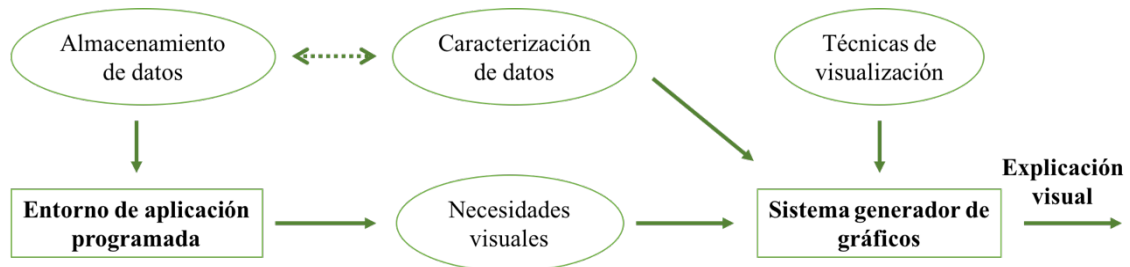 Almacenamiento
de datos
Caracterización
de datos
Técnicas de
visualización
Entorno de aplicación
programada
Necesidades
visuales
Sistema generador de
gráficos
Explicación
visual